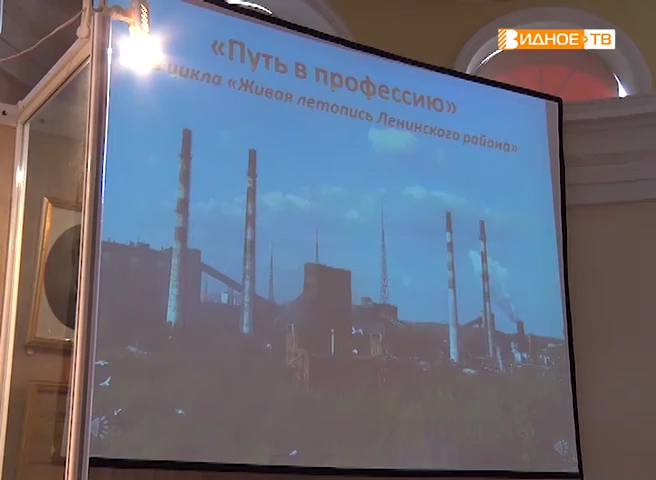 ВИДНОЕ ТВ
«Путь в профессию»
цикла «Живая летопись Ленинского района»